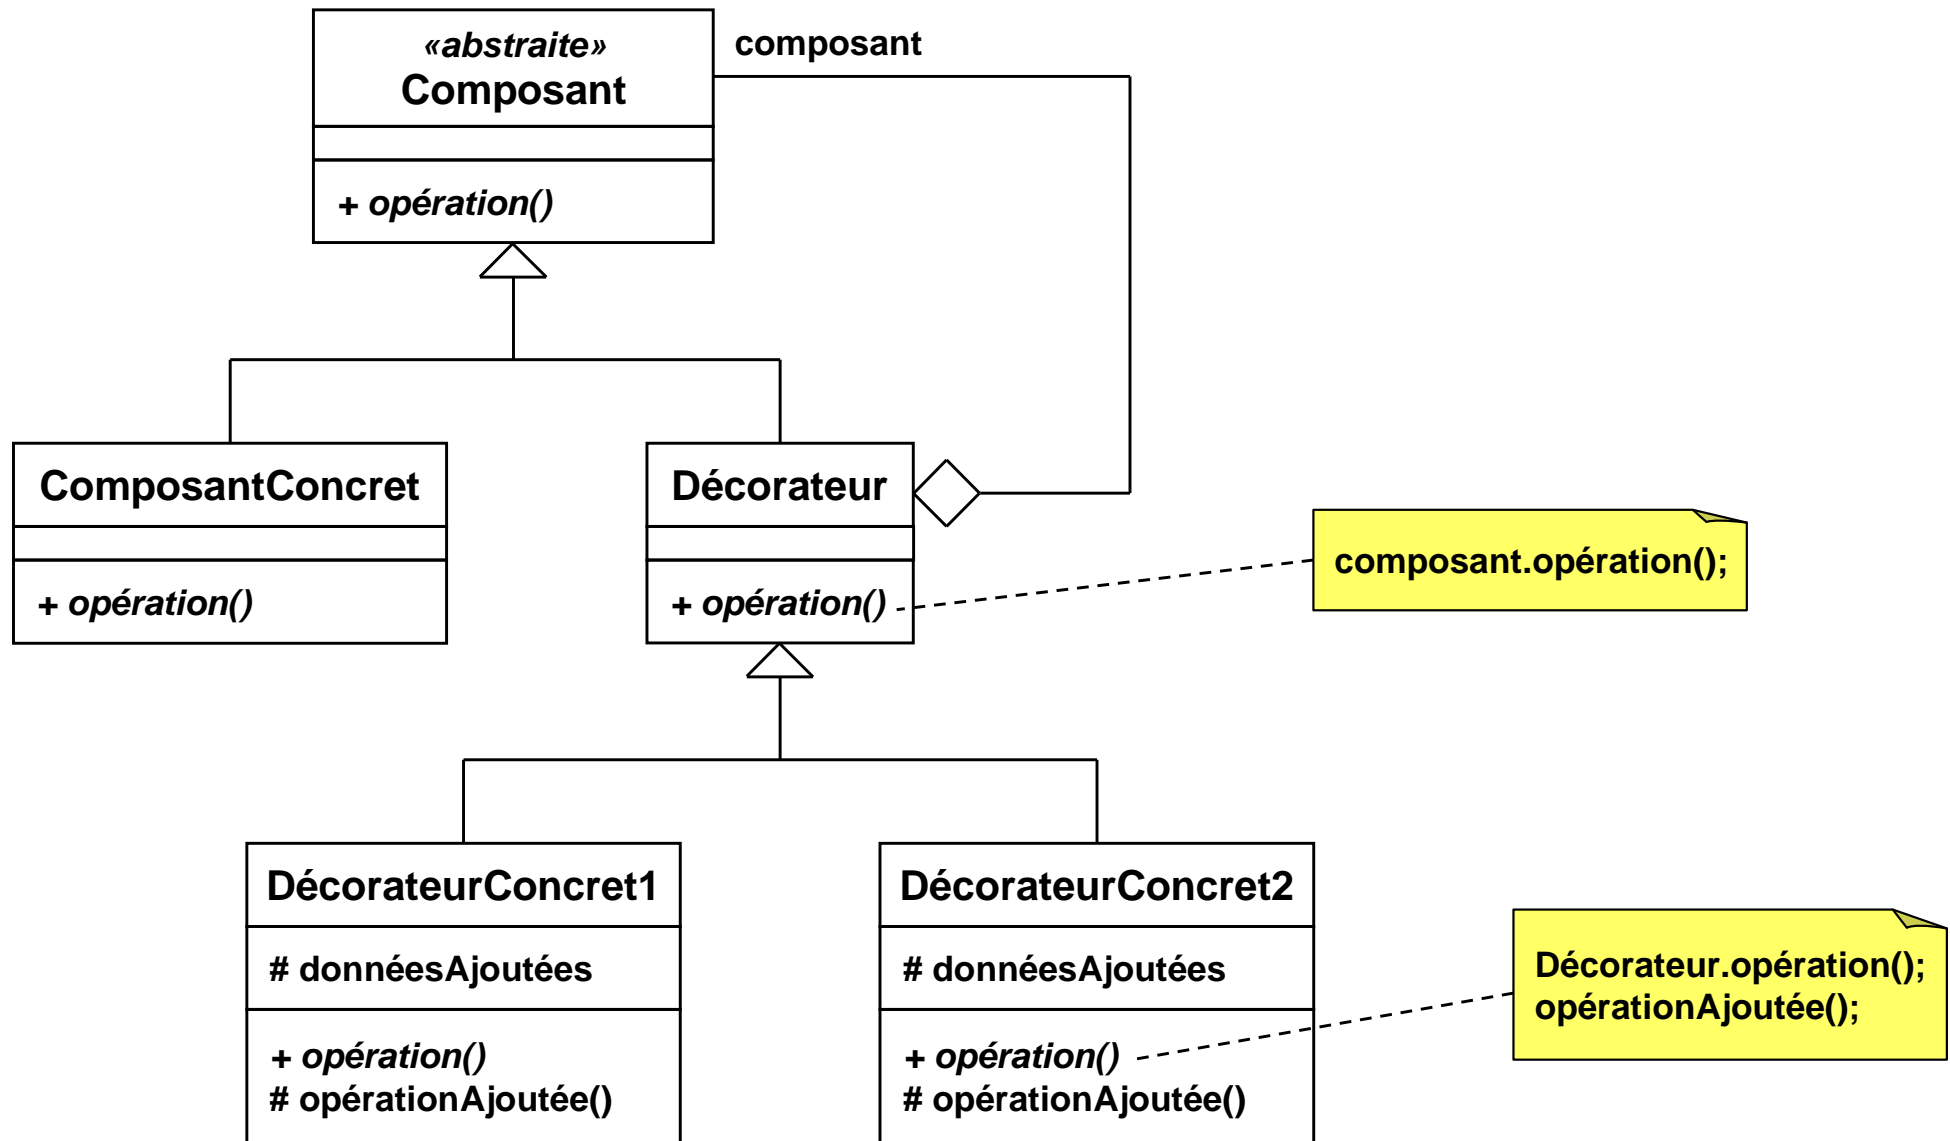 «abstraite»
Composant
composant
+ opération()
ComposantConcret
+ opération()
Décorateur
+ opération()
composant.opération();
DécorateurConcret1
# donnéesAjoutées
+ opération()
# opérationAjoutée()
DécorateurConcret2
# donnéesAjoutées
+ opération()
# opérationAjoutée()
Décorateur.opération();
opérationAjoutée();